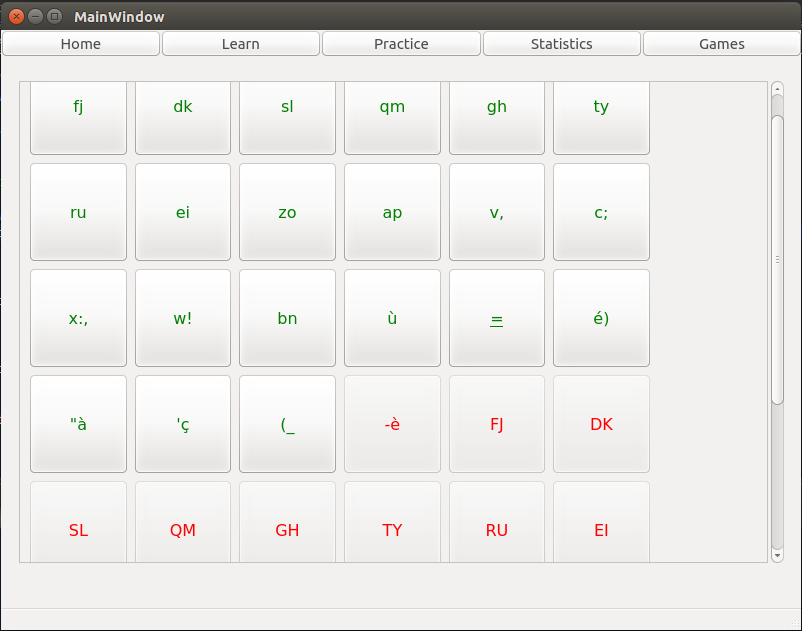 MainWindow
Home Learn Practice Statistics Games
fj dk sl qm gh ty
ru ei zo ap v, c;
x:, w! bn ù = é)
"à 'ç (_ -è FJ DK
SL QM GH TY RU EI